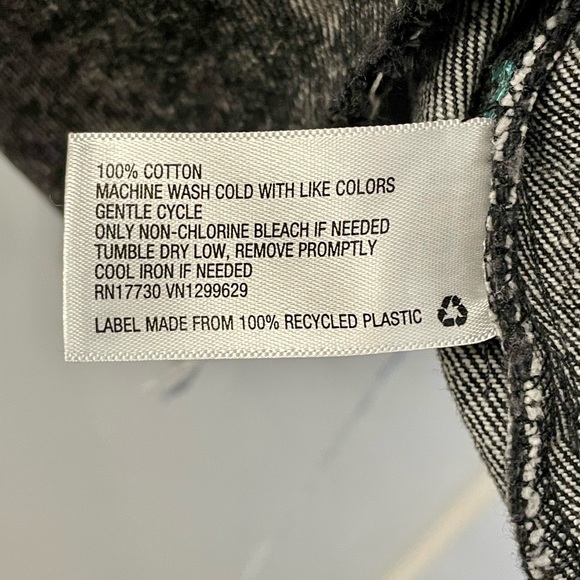 100% COTTON
MACHINE WASH COLD WITH LIKE COLORS
GENTLE CYCLE
ONLY NON-CHLORINE BLEACH IF NEEDED
TUMBLE DRY LOW, REMOVE PROMPTLY
COOL IRON IF NEEDED
RN17730 VN1299629
LABEL MADE FROM 100% RECYCLED PLASTIC